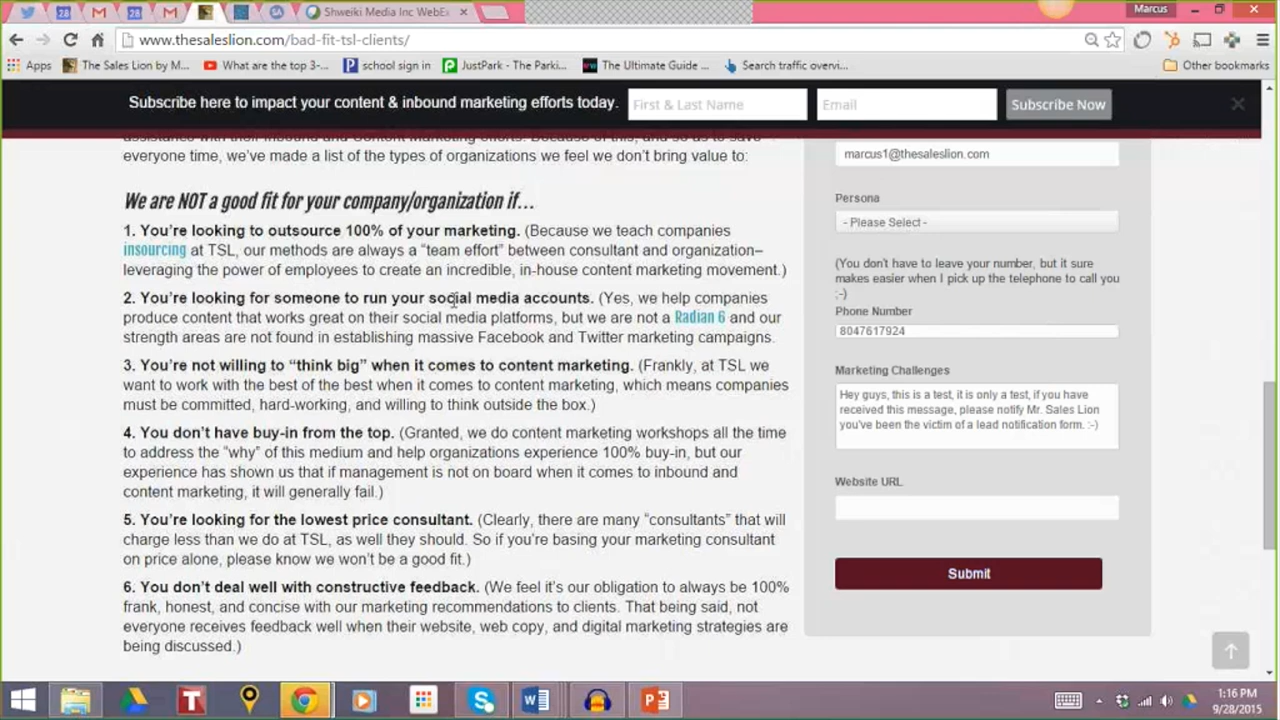 28
28
Shweiki Media Inc WebEx
Marcus
www.thesaleslion.com/bad-fit-tsl-clients/
Apps
The Sales Lion by M...
What are the top 3-...
school sign in
JustPark - The Parki...
The Ultimate Guide ...
Search traffic overvi...
Other bookmarks
Subscribe here to impact your content & inbound marketing efforts today.
First & Last Name
Email
Subscribe Now
assistance with their Inbound and Content Marketing efforts. Because of this, and so as to save
everyone time, we've made a list of the types of organizations we feel we don't bring value to:
We are NOT a good fit for your company/organization if…
1. You're looking to outsource 100% of your marketing. (Because we teach companies
insourcing at TSL, our methods are always a “team effort” between consultant and organization–
leveraging the power of employees to create an incredible, in-house content marketing movement.)
2. You're looking for someone to run your social media accounts. (Yes, we help companies
produce content that works great on their social media platforms, but we are not a Radian 6 and our
strength areas are not found in establishing massive Facebook and Twitter marketing campaigns.
3. You're not willing to “think big” when it comes to content marketing. (Frankly, at TSL we
want to work with the best of the best when it comes to content marketing, which means companies
must be committed, hard-working, and willing to think outside the box.)
4. You don't have buy-in from the top. (Granted, we do content marketing workshops all the time
to address the “why” of this medium and help organizations experience 100% buy-in, but our
experience has shown us that if management is not on board when it comes to inbound and
content marketing, it will generally fail.)
5. You're looking for the lowest price consultant. (Clearly, there are many “consultants” that will
charge less than we do at TSL, as well they should. So if you're basing your marketing consultant
on price alone, please know we won't be a good fit.)
6. You don't deal well with constructive feedback. (We feel it's our obligation to always be 100%
frank, honest, and concise with our marketing recommendations to clients. That being said, not
everyone receives feedback well when their website, web copy, and digital marketing strategies are
being discussed.)
marcus1@thesaleslion.com
Persona
- Please Select -
(You don't have to leave your number, but it sure
makes easier when I pick up the telephone to call you
;-)
Phone Number
8047617924
Marketing Challenges
Hey guys, this is a test, it is only a test, if you have
received this message, please notify Mr. Sales Lion
you've been the victim of a lead notification form. :-)
Website URL
Submit
1:16 PM
9/28/2015